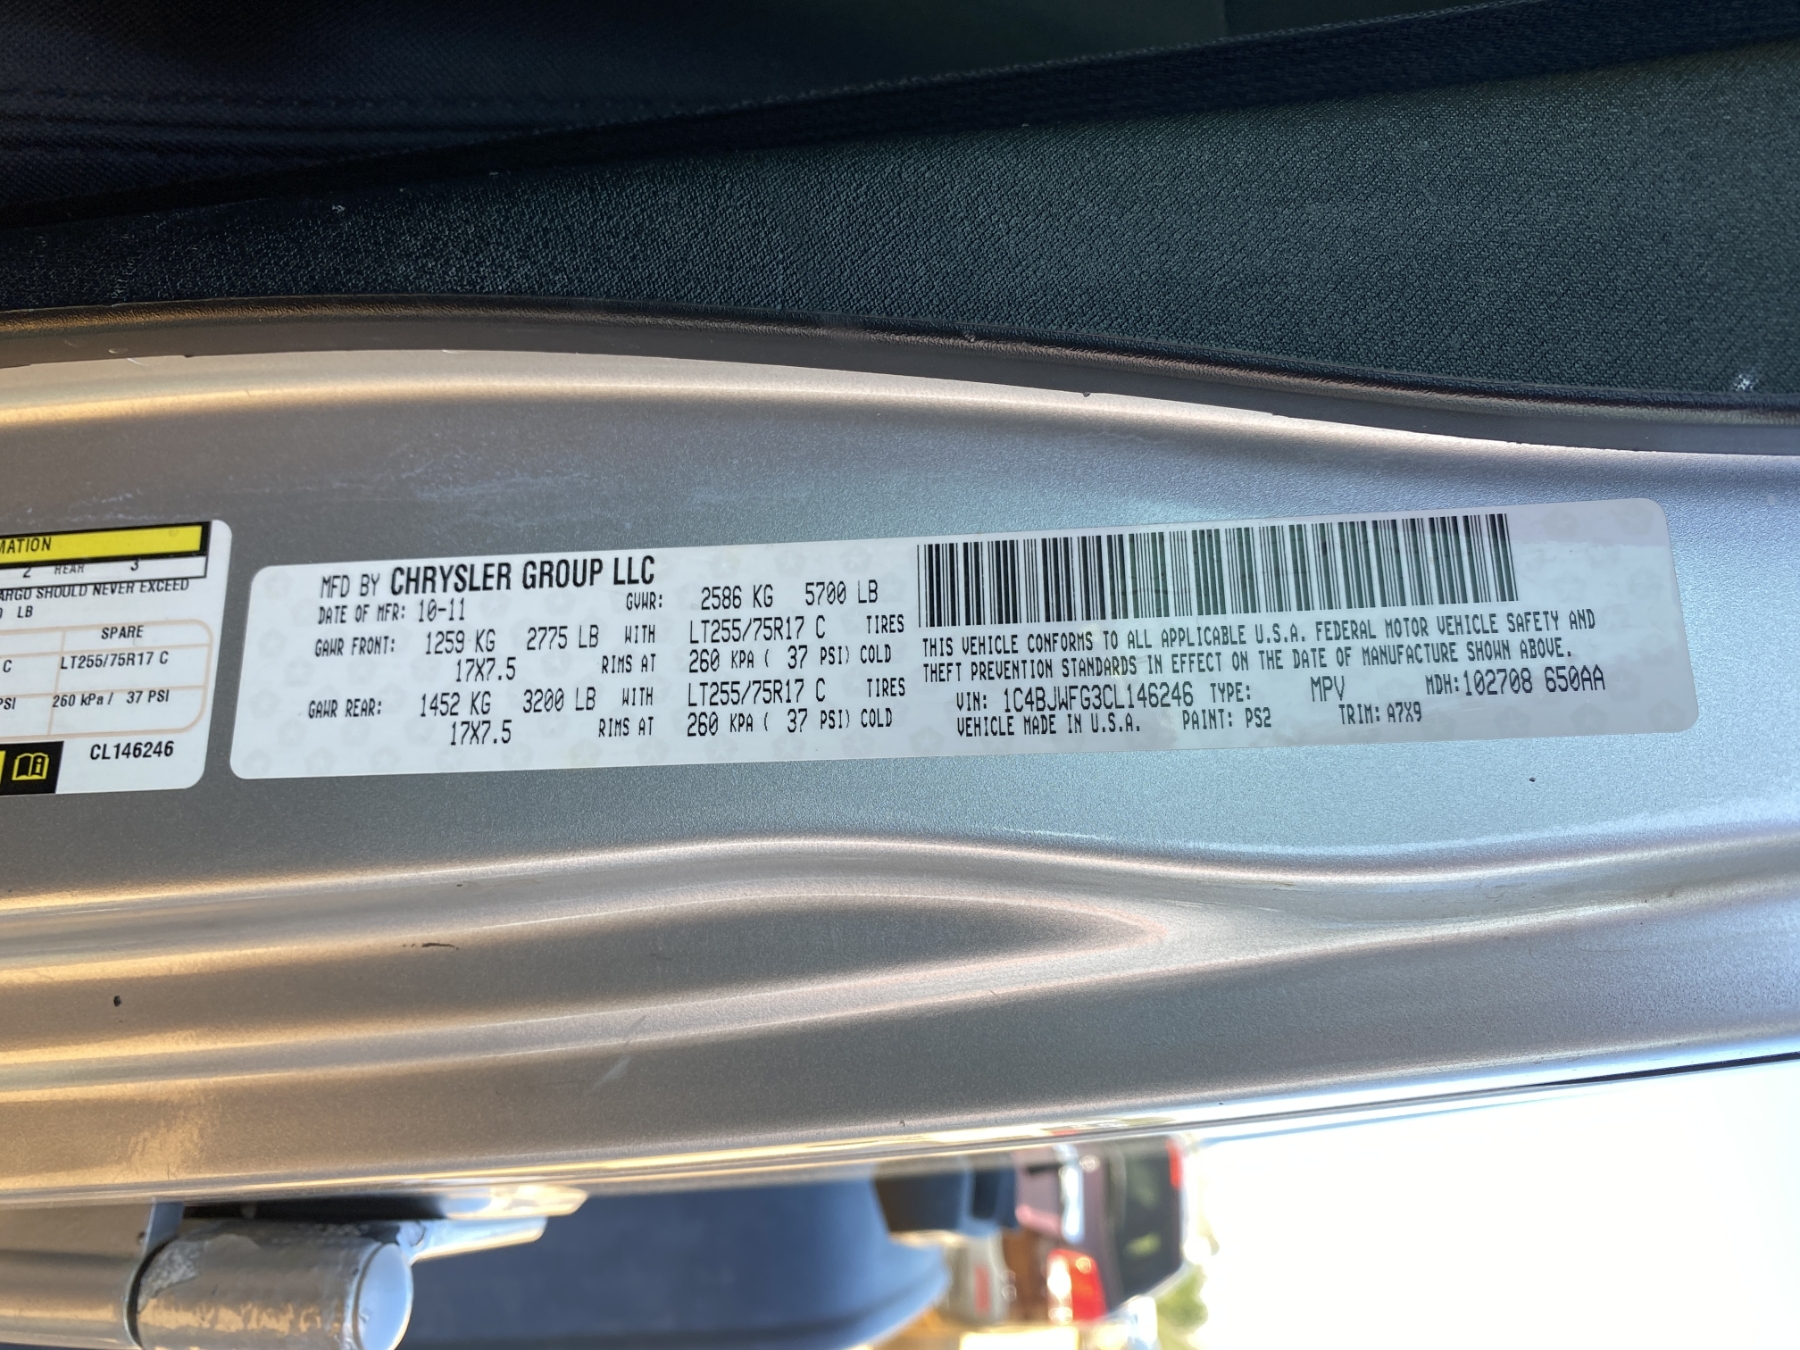 MATION
2 REAR 3
ARGO SHOULD NEVER EXCEED
LB
SPARE
C LT255/75R17 C
PSI 260 kPa / 37 PSI
CL146246
MFD BY CHRYSLER GROUP LLC
DATE OF MFR: 10-11 GVWR: 2586 KG 5700 LB
GAWR FRONT: 1259 KG 2775 LB WITH LT255/75R17 C TIRES
17X7.5 RIMS AT 260 KPA ( 37 PSI) COLD
GAWR REAR: 1452 KG 3200 LB WITH LT255/75R17 C TIRES
17X7.5 RIMS AT 260 KPA ( 37 PSI) COLD
THIS VEHICLE CONFORMS TO ALL APPLICABLE U.S.A. FEDERAL MOTOR VEHICLE SAFETY AND
THEFT PREVENTION STANDARDS IN EFFECT ON THE DATE OF MANUFACTURE SHOWN ABOVE.
VIN: 1C4BJWFG3CL146246 TYPE: MPV MDH:102708 650AA
VEHICLE MADE IN U.S.A. PAINT: PS2 TRIM: A7X9